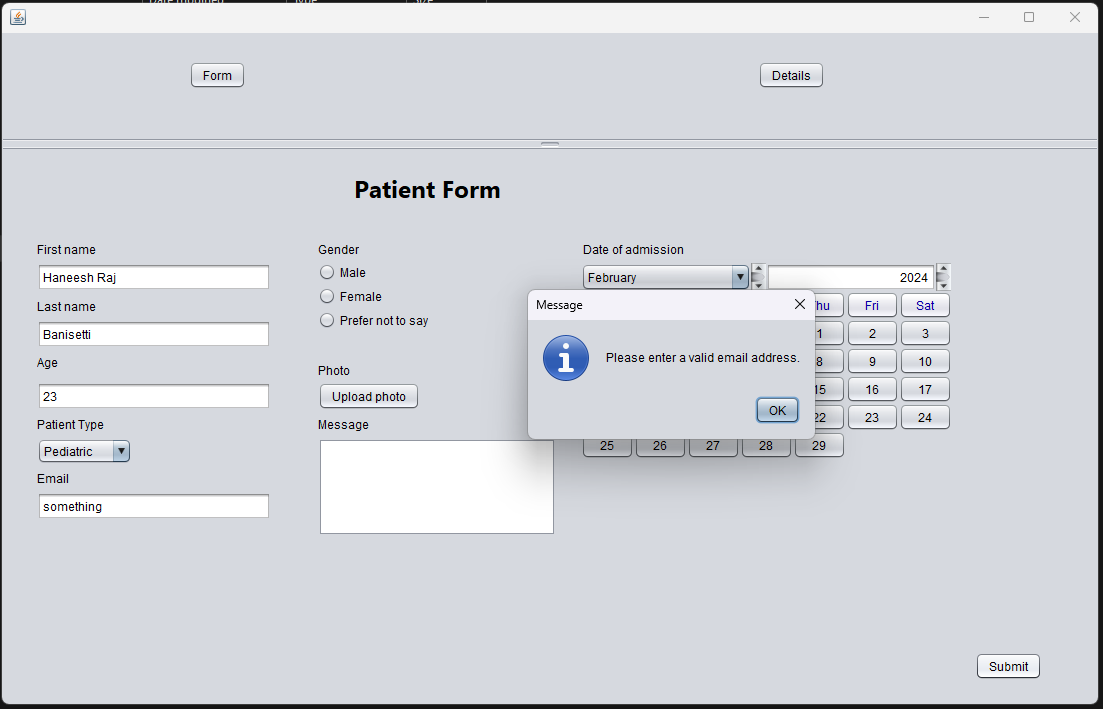 Form
Details
Patient Form
First name
Haneesh Raj
Last name
Banisetti
Age
23
Patient Type
Pediatric
Email
something
Gender
Male
Female
Prefer not to say
Photo
Upload photo
Message
Date of admission
February 2024
Fri Sat
1 2 3
8 9 10
15 16 17
22 23 24
25 26 27 28 29
Message
Please enter a valid email address.
OK
Submit